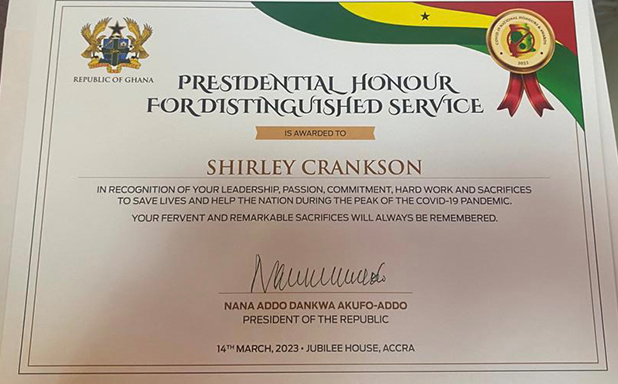 REPUBLIC OF GHANA
PRESIDENTIAL HONOUR
FOR DISTINGUISHED SERVICE
IS AWARDED TO
SHIRLEY CRANKSON
IN RECOGNITION OF YOUR LEADERSHIP, PASSION, COMMITMENT, HARD WORK AND SACRIFICES
TO SAVE LIVES AND HELP THE NATION DURING THE PEAK OF THE COVID-19 PANDEMIC.
YOUR FERVENT AND REMARKABLE SACRIFICES WILL ALWAYS BE REMEMBERED.
NANA ADDO DANKWA AKUFO-ADDO
PRESIDENT OF THE REPUBLIC
14TH MARCH, 2023 • JUBILEE HOUSE, ACCRA